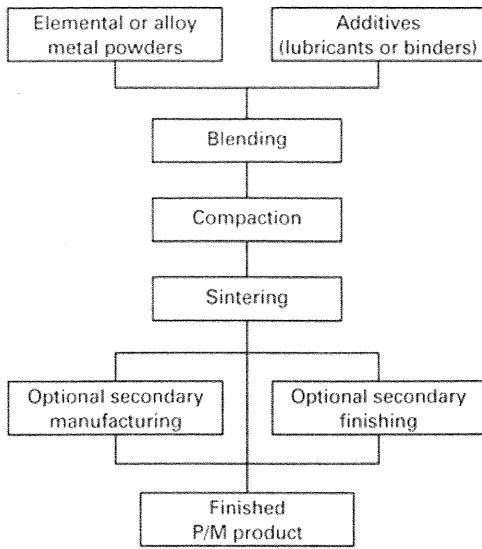 Elemental or alloy
metal powders
Additives
(lubricants or binders)
Blending
Compaction
Sintering
Optional secondary
manufacturing
Optional secondary
finishing
Finished
P/M product